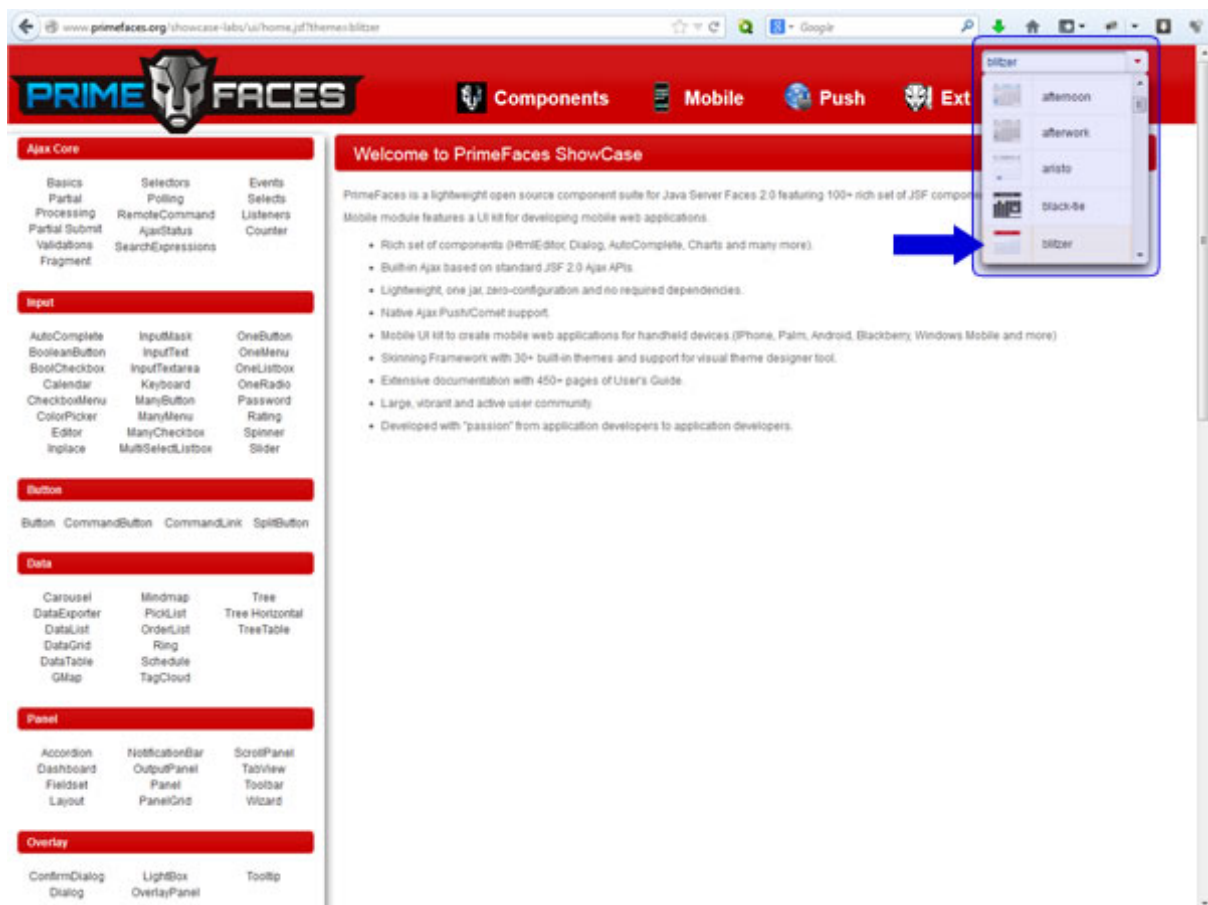 www.primefaces.org/showcase-labs/ui/home.jsf?theme=blitzer
Google
blitzer
PRIME FACES
Components
Mobile
Push
Ext
afternoon
afterwork
aristo
black-tie
blitzer
Ajax Core
Basics Selectors Events
Partial Polling Selects
Processing RemoteCommand Listeners
Partial Submit AjaxStatus Counter
Validations SearchExpressions
Fragment
Input
AutoComplete InputMask OneButton
BooleanButton InputText OneMenu
BoolCheckbox InputTextarea OneListbox
Calendar Keyboard OneRadio
CheckboxMenu ManyButton Password
ColorPicker ManyMenu Rating
Editor ManyCheckbox Spinner
Inplace MultiSelectListbox Slider
Button
Button CommandButton CommandLink SplitButton
Data
Carousel Mindmap Tree
DataExporter PickList Tree Horizontal
DataList OrderList TreeTable
DataGrid Ring
DataTable Schedule
GMap TagCloud
Panel
Accordion NotificationBar ScrollPanel
Dashboard OutputPanel TabView
Fieldset Panel Toolbar
Layout PanelGrid Wizard
Overlay
ConfirmDialog LightBox Tooltip
Dialog OverlayPanel
Welcome to PrimeFaces ShowCase
PrimeFaces is a lightweight open source component suite for Java Server Faces 2.0 featuring 100+ rich set of JSF
Mobile module features a UI kit for developing mobile web applications.
• Rich set of components (HtmlEditor, Dialog, AutoComplete, Charts and many more).
• Built-in Ajax based on standard JSF 2.0 Ajax APIs.
• Lightweight, one jar, zero-configuration and no required dependencies.
• Native Ajax Push/Comet support.
• Mobile UI kit to create mobile web applications for handheld devices.(IPhone, Palm, Android, Blackberry, Windows Mobile and more)
• Skinning Framework with 30+ built-in themes and support for visual theme designer tool.
• Extensive documentation with 450+ pages of User's Guide.
• Large, vibrant and active user community.
• Developed with "passion" from application developers to application developers.